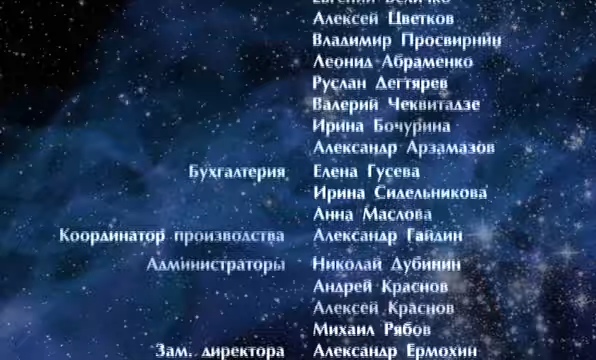 Евгений Величко
Алексей Цветков
Владимир Просвирнин
Леонид Абраменко
Руслан Дегтярев
Валерий Чеквитадзе
Ирина Бочурина
Александр Арзамазов
Бухгалтерия Елена Гусева
Ирина Сидельникова
Анна Маслова
Координатор производства Александр Гайдин
Администраторы Николай Дубинин
Андрей Краснов
Алексей Краснов
Михаил Рябов
Зам. директора Александр Ермохин